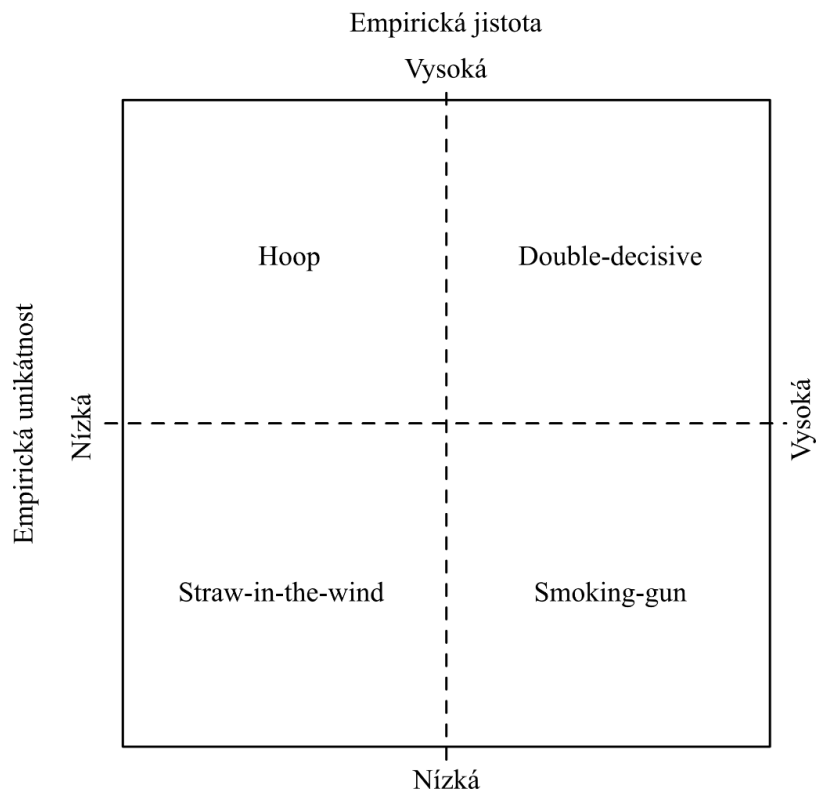 Empirická jistota
Vysoká
Hoop
Double-decisive
Empirická unikátnost
Nízká
Vysoká
Straw-in-the-wind
Smoking-gun
Nízká